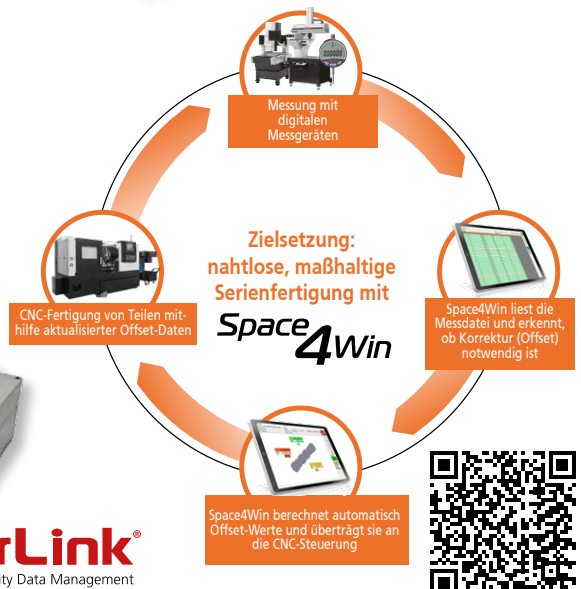 Messung mit
digitalen
Messgeräten
Zielsetzung:
nahtlose, maßhaltige
Serienfertigung mit
Space4Win
CNC-Fertigung von Teilen mit-
hilfe aktualisierter Offset-Daten
Space4Win liest die
Messdatei und erkennt,
ob Korrektur (Offset)
notwendig ist
Space4Win berechnet automatisch
Offset-Werte und überträgt sie an
die CNC-Steuerung
rLink®
ity Data Management